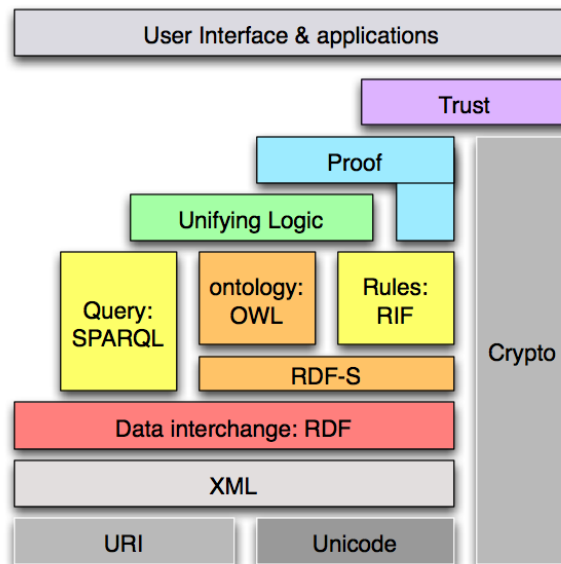 User Interface & applications
Trust
Proof
Unifying Logic
Query:
SPARQL
ontology:
OWL
Rules:
RIF
Crypto
RDF-S
Data interchange: RDF
XML
URI
Unicode